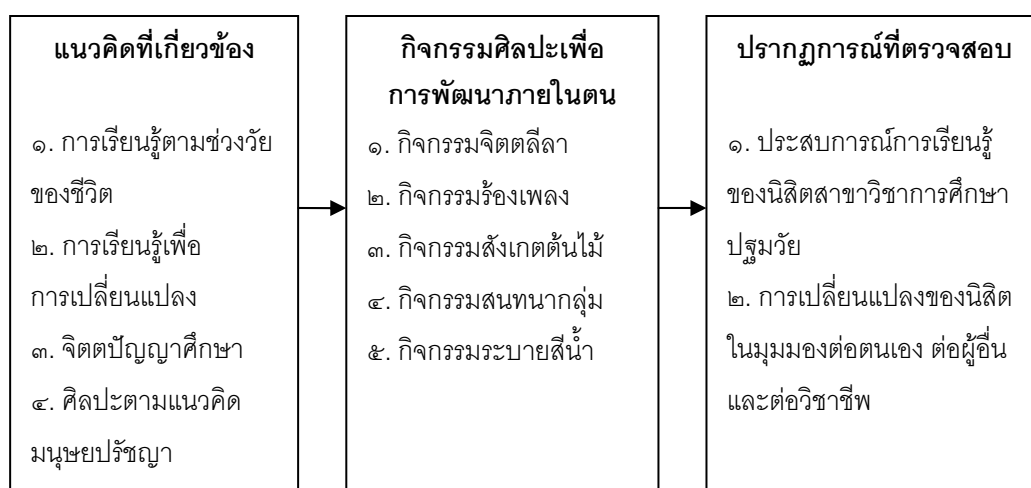 แนวคิดที่เกี่ยวข้อง
๑. การเรียนรู้ตามช่วงวัย
ของชีวิต
๒. การเรียนรู้เพื่อ
การเปลี่ยนแปลง
๓. จิตตปัญญาศึกษา
๔. ศิลปะตามแนวคิด
มนุษยปรัชญา
กิจกรรมศิลปะเพื่อ
การพัฒนาภายในตน
๑. กิจกรรมจิตตลีลา
๒. กิจกรรมร้องเพลง
๓. กิจกรรมสังเกตต้นไม้
๔. กิจกรรมสนทนากลุ่ม
๕. กิจกรรมระบายสีน้ำ
ปรากฏการณ์ที่ตรวจสอบ
๑. ประสบการณ์การเรียนรู้
ของนิสิตสาขาวิชาการศึกษา
ปฐมวัย
๒. การเปลี่ยนแปลงของนิสิต
ในมุมมองต่อตนเอง ต่อผู้อื่น
และต่อวิชาชีพ